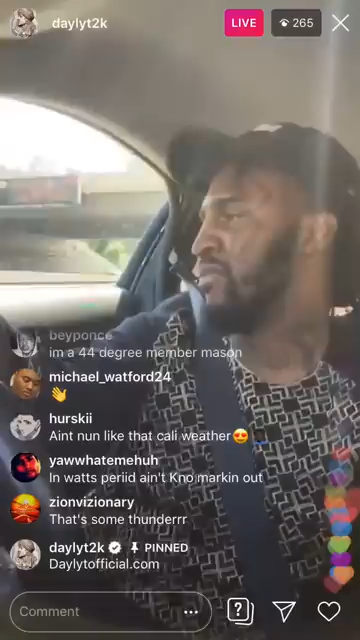 daylyt2k
LIVE
265
beyponce
im a 44 degree member mason
michael_watford24
👋
hurskii
Aint nun like that cali weather😍
yawwhatemehuh
In watts periid ain't Kno markin out
zionvizionary
That's some thunderrr
daylyt2k PINNED
Daylytofficial.com
Comment